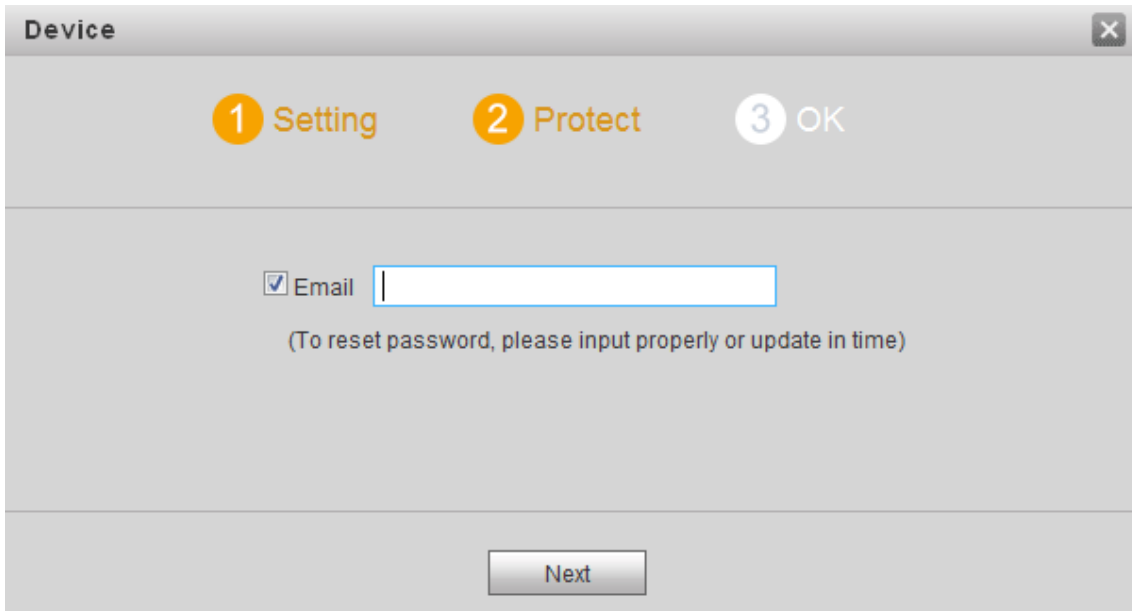 Device
1 Setting 2 Protect 3 OK
Email
(To reset password, please input properly or update in time)
Next